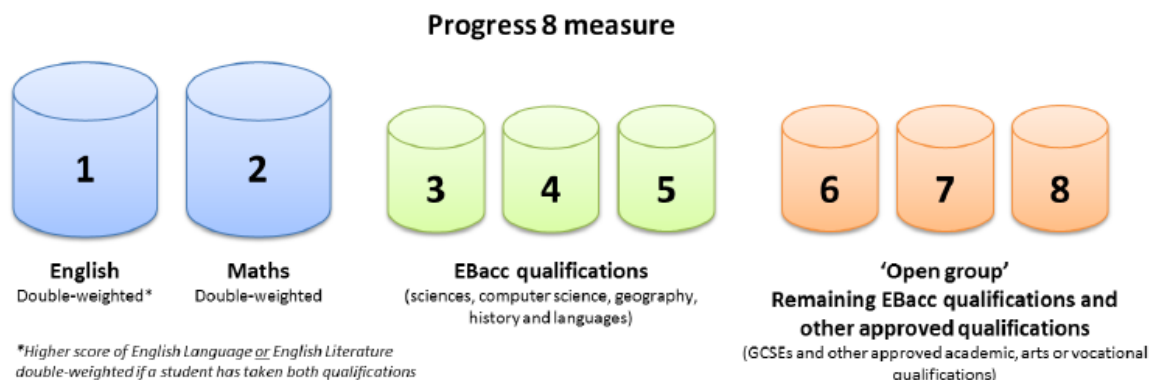 Progress 8 measure
1
2
3
4
5
6
7
8
English
Double-weighted*
Maths
Double-weighted
EBacc qualifications
(sciences, computer science, geography,
history and languages)
'Open group'
Remaining EBacc qualifications and
other approved qualifications
(GCSEs and other approved academic, arts or vocational
qualifications)
*Higher score of English Language or English Literature
double-weighted if a student has taken both qualifications